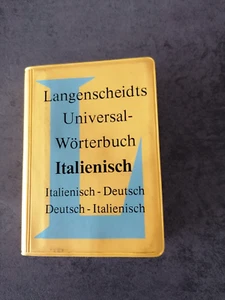 Langenscheidts
Universal-
Wörterbuch
Italienisch
Italienisch - Deutsch
Deutsch - Italienisch